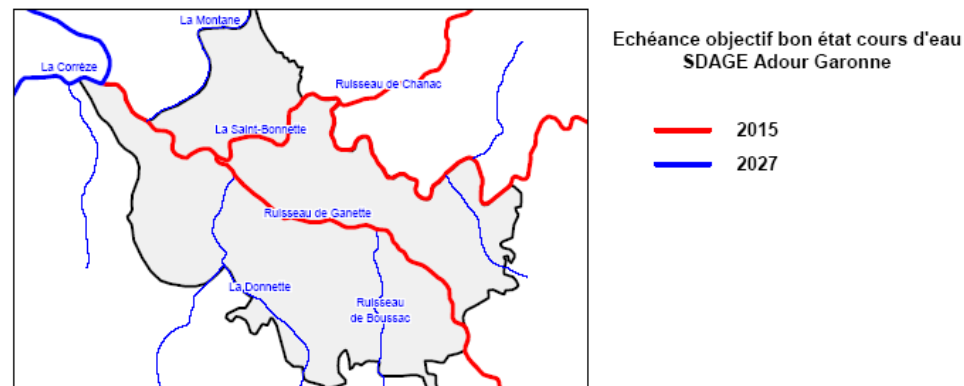 La Montane
La Corrèze
Ruisseau de Chanac
La Saint-Bonnette
Ruisseau de Ganette
La Donnette
Ruisseau
de Boussac
Echéance objectif bon état cours d'eau
SDAGE Adour Garonne
2015
2027